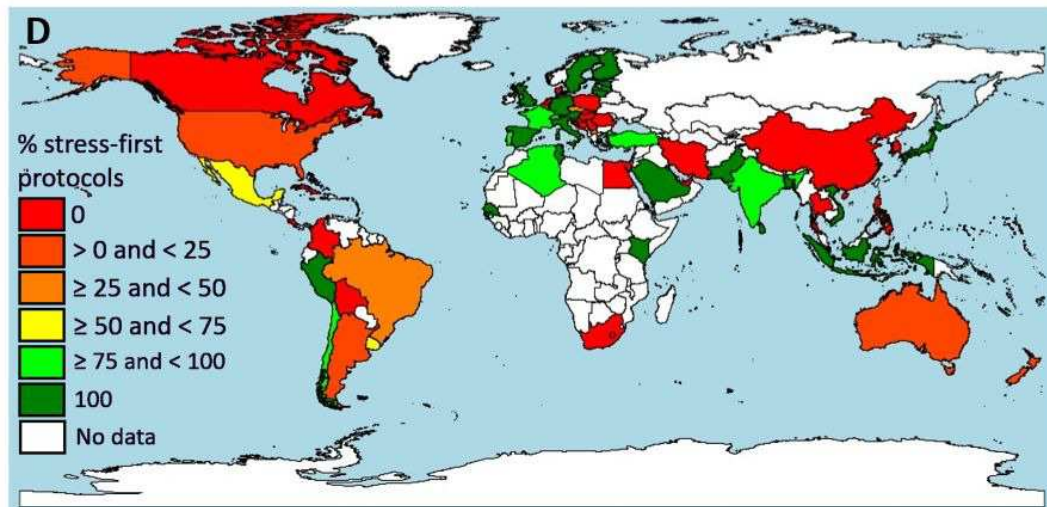 D
% stress-first
protocols
0
> 0 and < 25
≥ 25 and < 50
≥ 50 and < 75
≥ 75 and < 100
100
No data